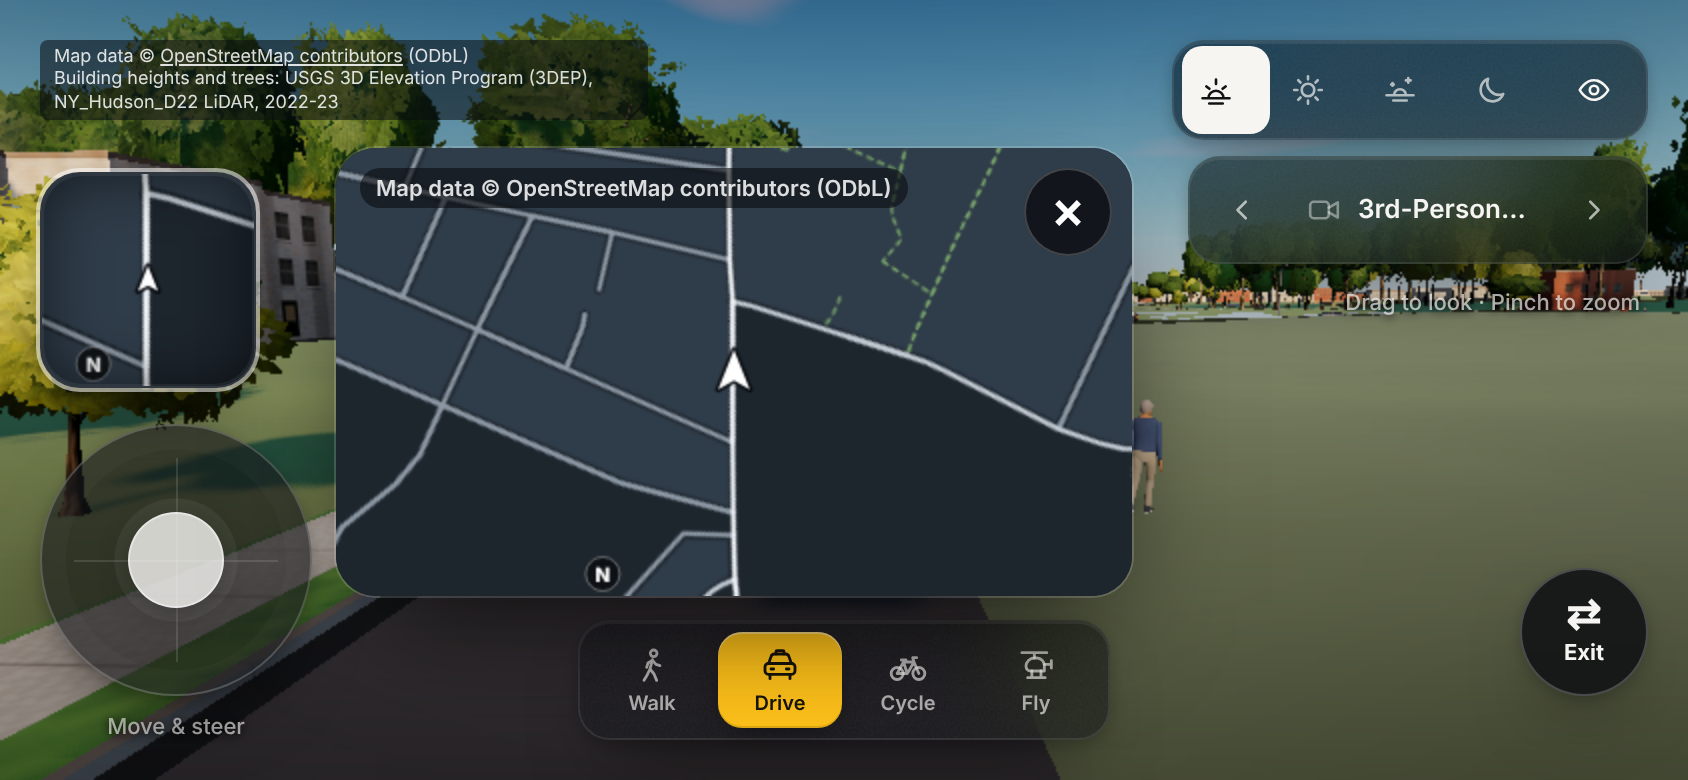 Map data © OpenStreetMap contributors (ODbL)
Building heights and trees: USGS 3D Elevation Program (3DEP),
NY_Hudson_D22 LiDAR, 2022-23
Map data © OpenStreetMap contributors (ODbL)
3rd-Person...
Drag to look · Pinch to zoom
N
N
Move & steer
Walk
Drive
Cycle
Fly
Exit